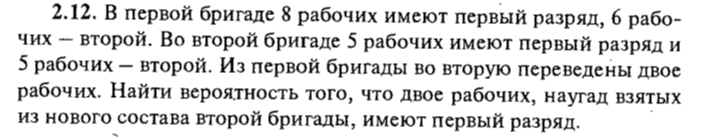 2.12. В первой бригаде 8 рабочих имеют первый разряд, 6 рабо-
чих — второй. Во второй бригаде 5 рабочих имеют первый разряд и
5 рабочих — второй. Из первой бригады во вторую переведены двое
рабочих. Найти вероятность того, что двое рабочих, наугад взятых
из нового состава второй бригады, имеют первый разряд.